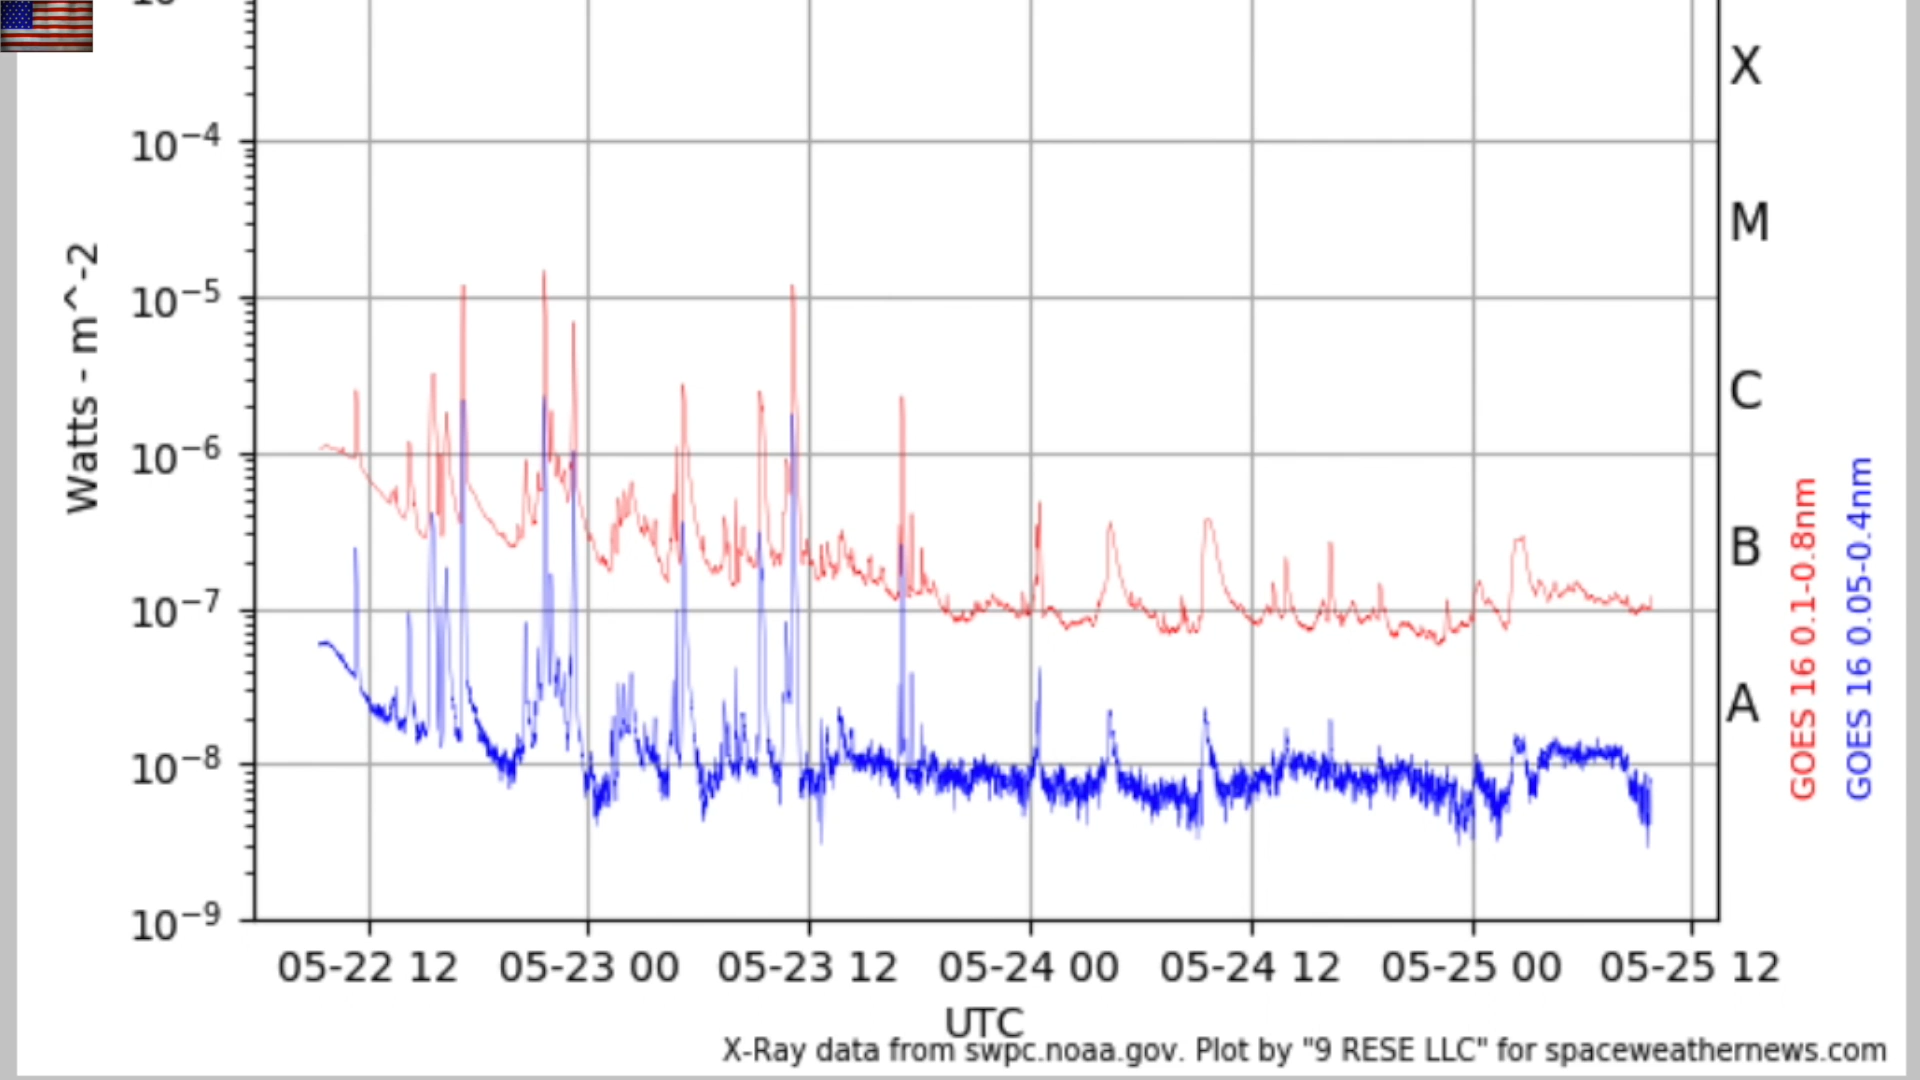 X
10−4
M
10−5
C
10−6
B
10−7
A
10−8
10−9
Watts - m^-2
GOES 16 0.1-0.8nm
GOES 16 0.05-0.4nm
05-22 12 05-23 00 05-23 12 05-24 00 05-24 12 05-25 00 05-25 12
UTC
X-Ray data from swpc.noaa.gov. Plot by "9 RESE LLC" for spaceweathernews.com